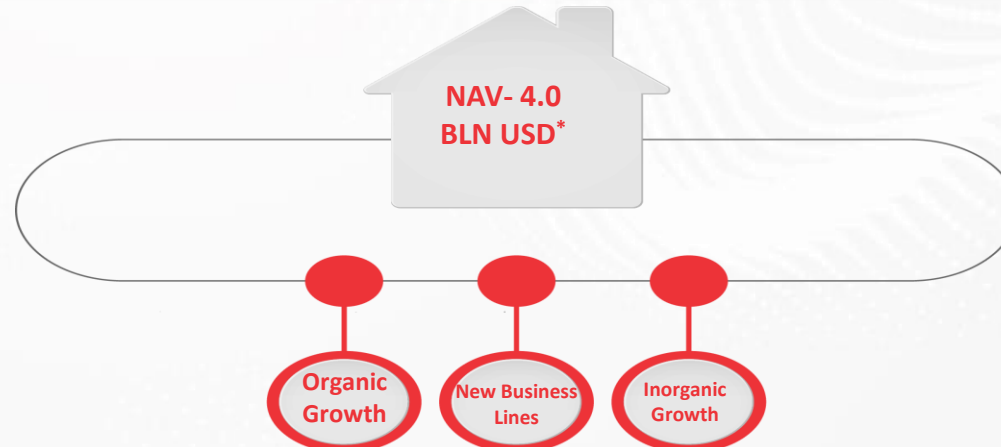 NAV- 4.0
BLN USD*
Organic
Growth
New Business
Lines
Inorganic
Growth